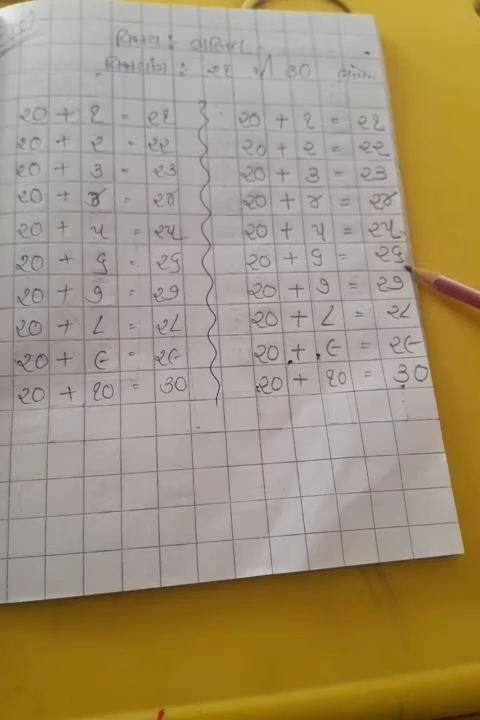 વિષય : ગણિત
વિષયાંગ : ૨૧ થી ૩૦
૨૦ + ૧ = ૨૧
૨૦ + ૨ = ૨૨
૨૦ + ૩ = ૨૩
૨૦ + ૪ = ૨૪
૨૦ + ૫ = ૨૫
૨૦ + ૬ = ૨૬
૨૦ + ૭ = ૨૭
૨૦ + ૮ = ૨૮
૨૦ + ૯ = ૨૯
૨૦ + ૧૦ = ૩૦
૨૦ + ૧ = ૨૧
૨૦ + ૨ = ૨૨
૨૦ + ૩ = ૨૩
૨૦ + ૪ = ૨૪
૨૦ + ૫ = ૨૫
૨૦ + ૬ = ૨૬
૨૦ + ૭ = ૨૭
૨૦ + ૮ = ૨૮
૨૦ + ૯ = ૨૯
૨૦ + ૧૦ = ૩૦